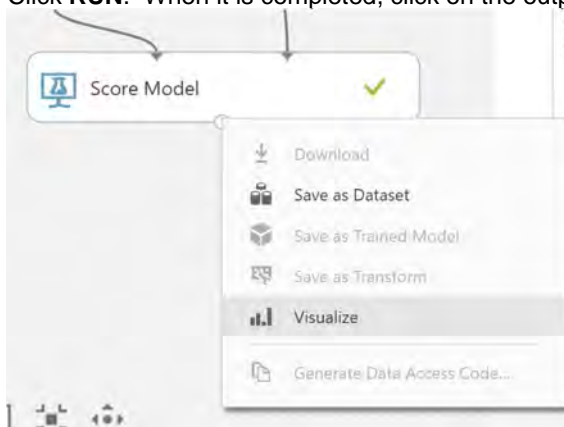 Click RUN. When it is completed, click on the outp
Score Model
Download
Save as Dataset
Save as Trained Model
Save as Transform
Visualize
Generate Data Access Code...